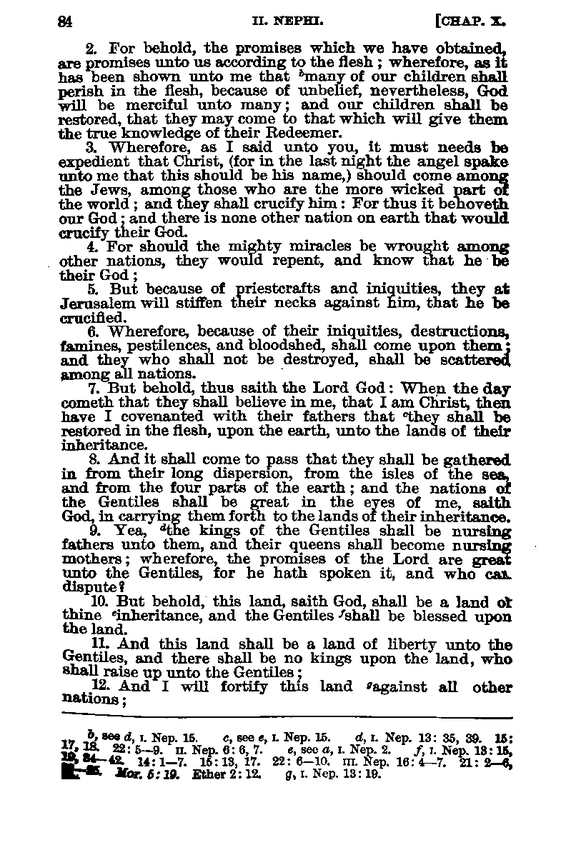 84 II. NEPHI. [CHAP. X.
2. For behold, the promises which we have obtained,
are promises unto us according to the flesh; wherefore, as it
has been shown unto me that ᵇmany of our children shall
perish in the flesh, because of unbelief, nevertheless, God
will be merciful unto many; and our children shall be
restored, that they may come to that which will give them
the true knowledge of their Redeemer.
3. Wherefore, as I said unto you, it must needs be
expedient that Christ, (for in the last night the angel spake
unto me that this should be his name,) should come among
the Jews, among those who are the more wicked part of
the world; and they shall crucify him: For thus it behoveth
our God; and there is none other nation on earth that would
crucify their God.
4. For should the mighty miracles be wrought among
other nations, they would repent, and know that he be
their God;
5. But because of priestcrafts and iniquities, they at
Jerusalem will stiffen their necks against him, that he be
crucified.
6. Wherefore, because of their iniquities, destructions,
famines, pestilences, and bloodshed, shall come upon them;
and they who shall not be destroyed, shall be scattered
among all nations.
7. But behold, thus saith the Lord God: When the day
cometh that they shall believe in me, that I am Christ, then
have I covenanted with their fathers that ᶜthey shall be
restored in the flesh, upon the earth, unto the lands of their
inheritance.
8. And it shall come to pass that they shall be gathered
in from their long dispersion, from the isles of the sea,
and from the four parts of the earth; and the nations of
the Gentiles shall be great in the eyes of me, saith
God, in carrying them forth to the lands of their inheritance.
9. Yea, ᵈthe kings of the Gentiles shall be nursing
fathers unto them, and their queens shall become nursing
mothers; wherefore, the promises of the Lord are great
unto the Gentiles, for he hath spoken it, and who can
dispute?
10. But behold, this land, saith God, shall be a land of
thine ᵉinheritance, and the Gentiles ᶠshall be blessed upon
the land.
11. And this land shall be a land of liberty unto the
Gentiles, and there shall be no kings upon the land, who
shall raise up unto the Gentiles;
12. And I will fortify this land ᵍagainst all other
nations;
b, see d, I. Nep. 15. c, see e, I. Nep. 15. d, I. Nep. 13: 35, 39. 15:
17, 18. 22: 5—9. II. Nep. 6: 6, 7. e, see a, I. Nep. 2. f, I. Nep. 13: 15,
19, 34—42. 14: 1—7. 15: 13, 17. 22: 6—10. III. Nep. 16: 4—7. 21: 2—6,
Mor. 5: 19. Ether 2: 12. g, I. Nep. 13: 19.